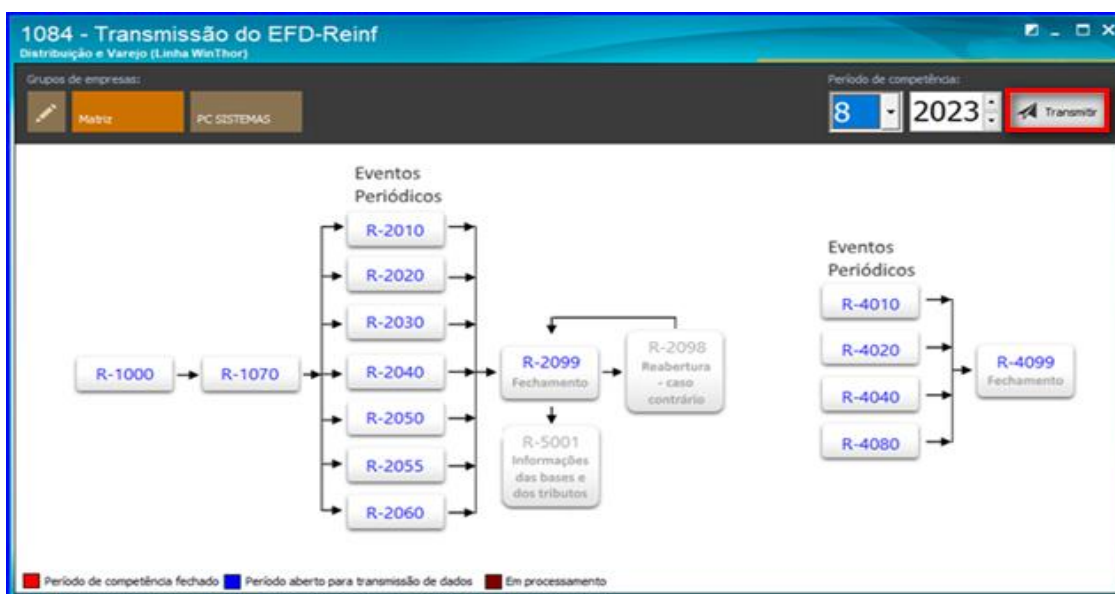 1084 - Transmissão do EFD-Reinf
Distribuição e Varejo (Linha WinThor)
Grupos de empresas:
Matriz
PC SISTEMAS
Período de competência:
8
2023
Transmitir
Eventos
Periódicos
R-2010
R-2020
R-2030
R-1000
R-1070
R-2040
R-2050
R-2055
R-2060
R-2099
Fechamento
R-2098
Reabertura
- caso
contrário
R-5001
Informações
das bases e
dos tributos
Eventos
Periódicos
R-4010
R-4020
R-4040
R-4080
R-4099
Fechamento
Período de competência fechado
Período aberto para transmissão de dados
Em processamento